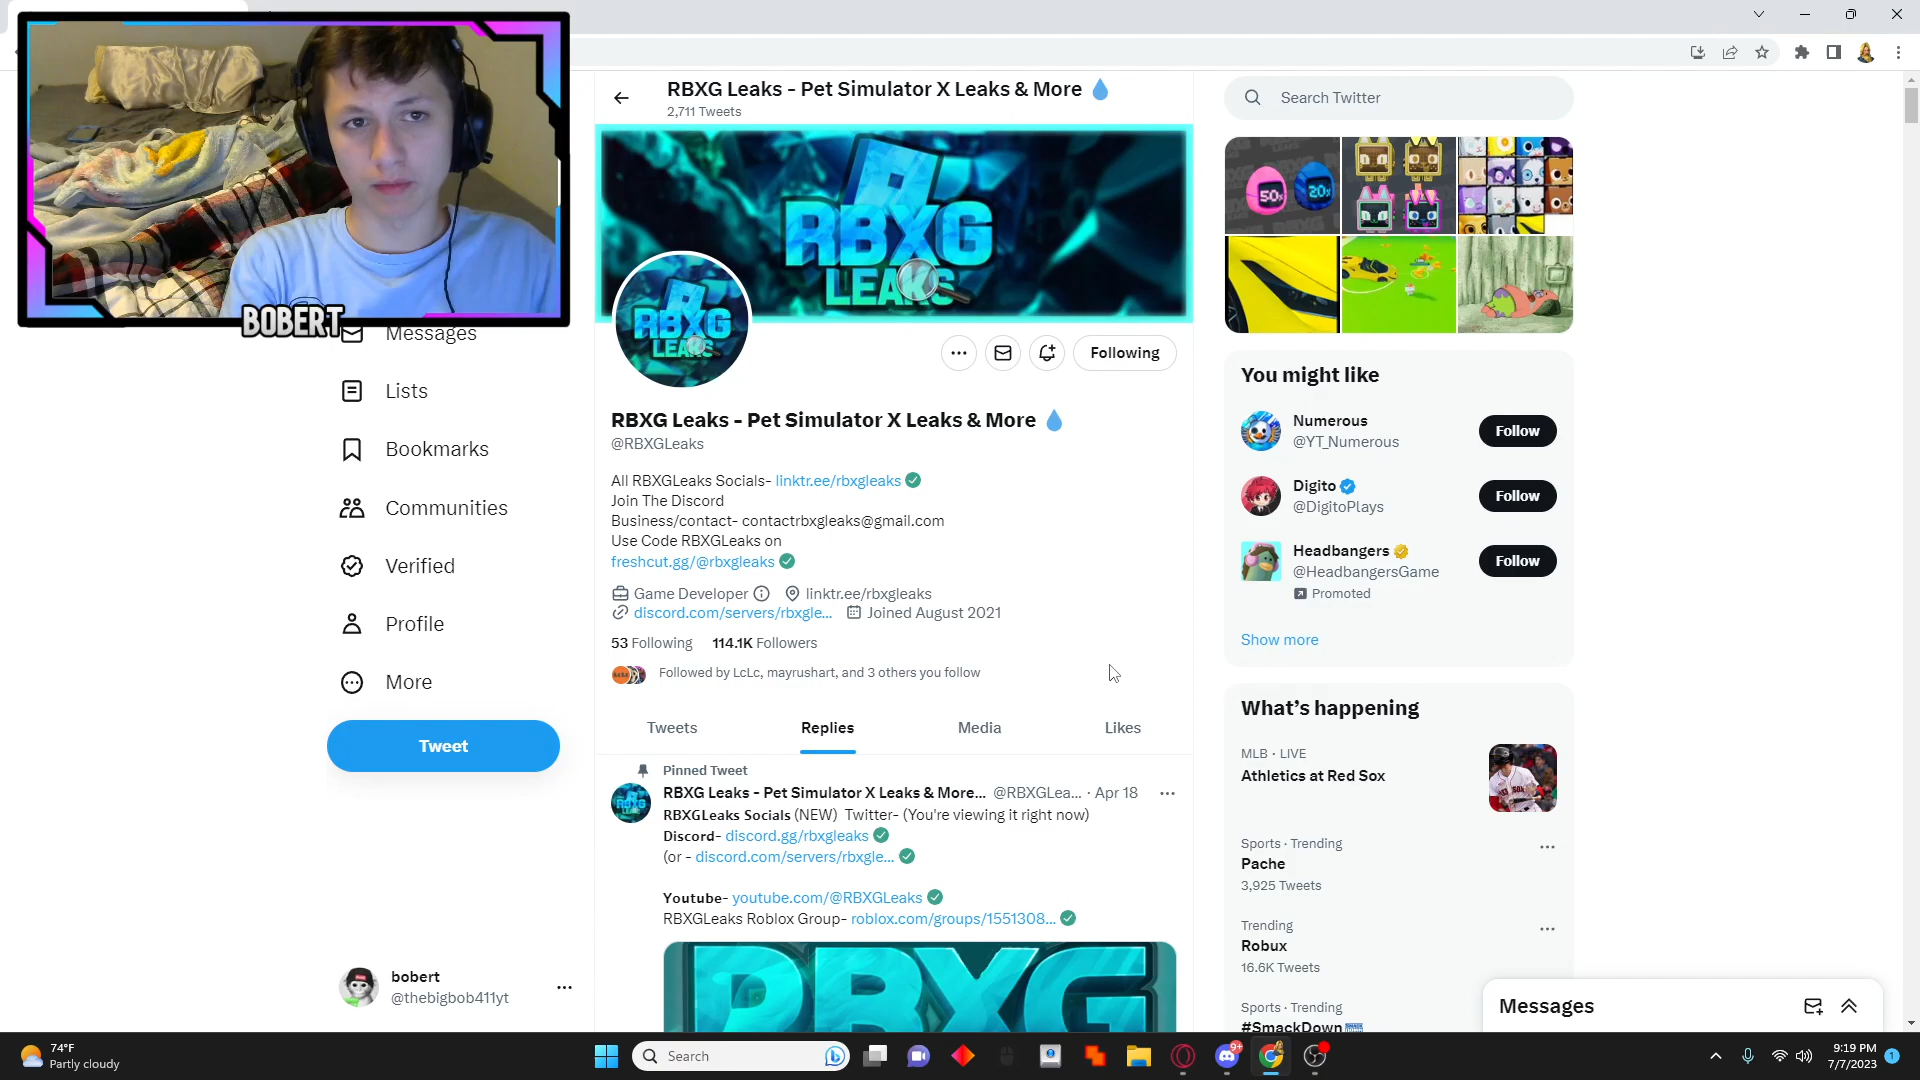 RBXG Leaks - Pet Simulator X Leaks & More
2,711 Tweets
Search Twitter
BOBERT
RBXG
LEAKS
RBXG
LEAKS
50x
20x
Messages
Lists
Bookmarks
Communities
Verified
Profile
More
Tweet
bobert
@thebigbob411yt
Following
RBXG Leaks - Pet Simulator X Leaks & More
@RBXGLeaks
All RBXGLeaks Socials- linktr.ee/rbxgleaks
Join The Discord
Business/contact- contactrbxgleaks@gmail.com
Use Code RBXGLeaks on
freshcut.gg/@rbxgleaks
Game Developer linktr.ee/rbxgleaks
discord.com/servers/rbxgle... Joined August 2021
53 Following 114.1K Followers
Followed by LcLc, mayrushart, and 3 others you follow
Tweets Replies Media Likes
Pinned Tweet
RBXG Leaks - Pet Simulator X Leaks & More... @RBXGLea... · Apr 18
RBXGLeaks Socials (NEW) Twitter- (You're viewing it right now)
Discord- discord.gg/rbxgleaks
(or - discord.com/servers/rbxgle...
Youtube- youtube.com/@RBXGLeaks
RBXGLeaks Roblox Group- roblox.com/groups/1551308...
RBXG
You might like
Numerous
@YT_Numerous
Follow
Digito
@DigitoPlays
Follow
Headbangers
@HeadbangersGame
Promoted
Follow
Show more
What's happening
MLB · LIVE
Athletics at Red Sox
Sports · Trending
Pache
3,925 Tweets
Trending
Robux
16.6K Tweets
Sports · Trending
#SmackDown
Messages
74°F
Partly cloudy
Search
9+
9:19 PM
7/7/2023
1